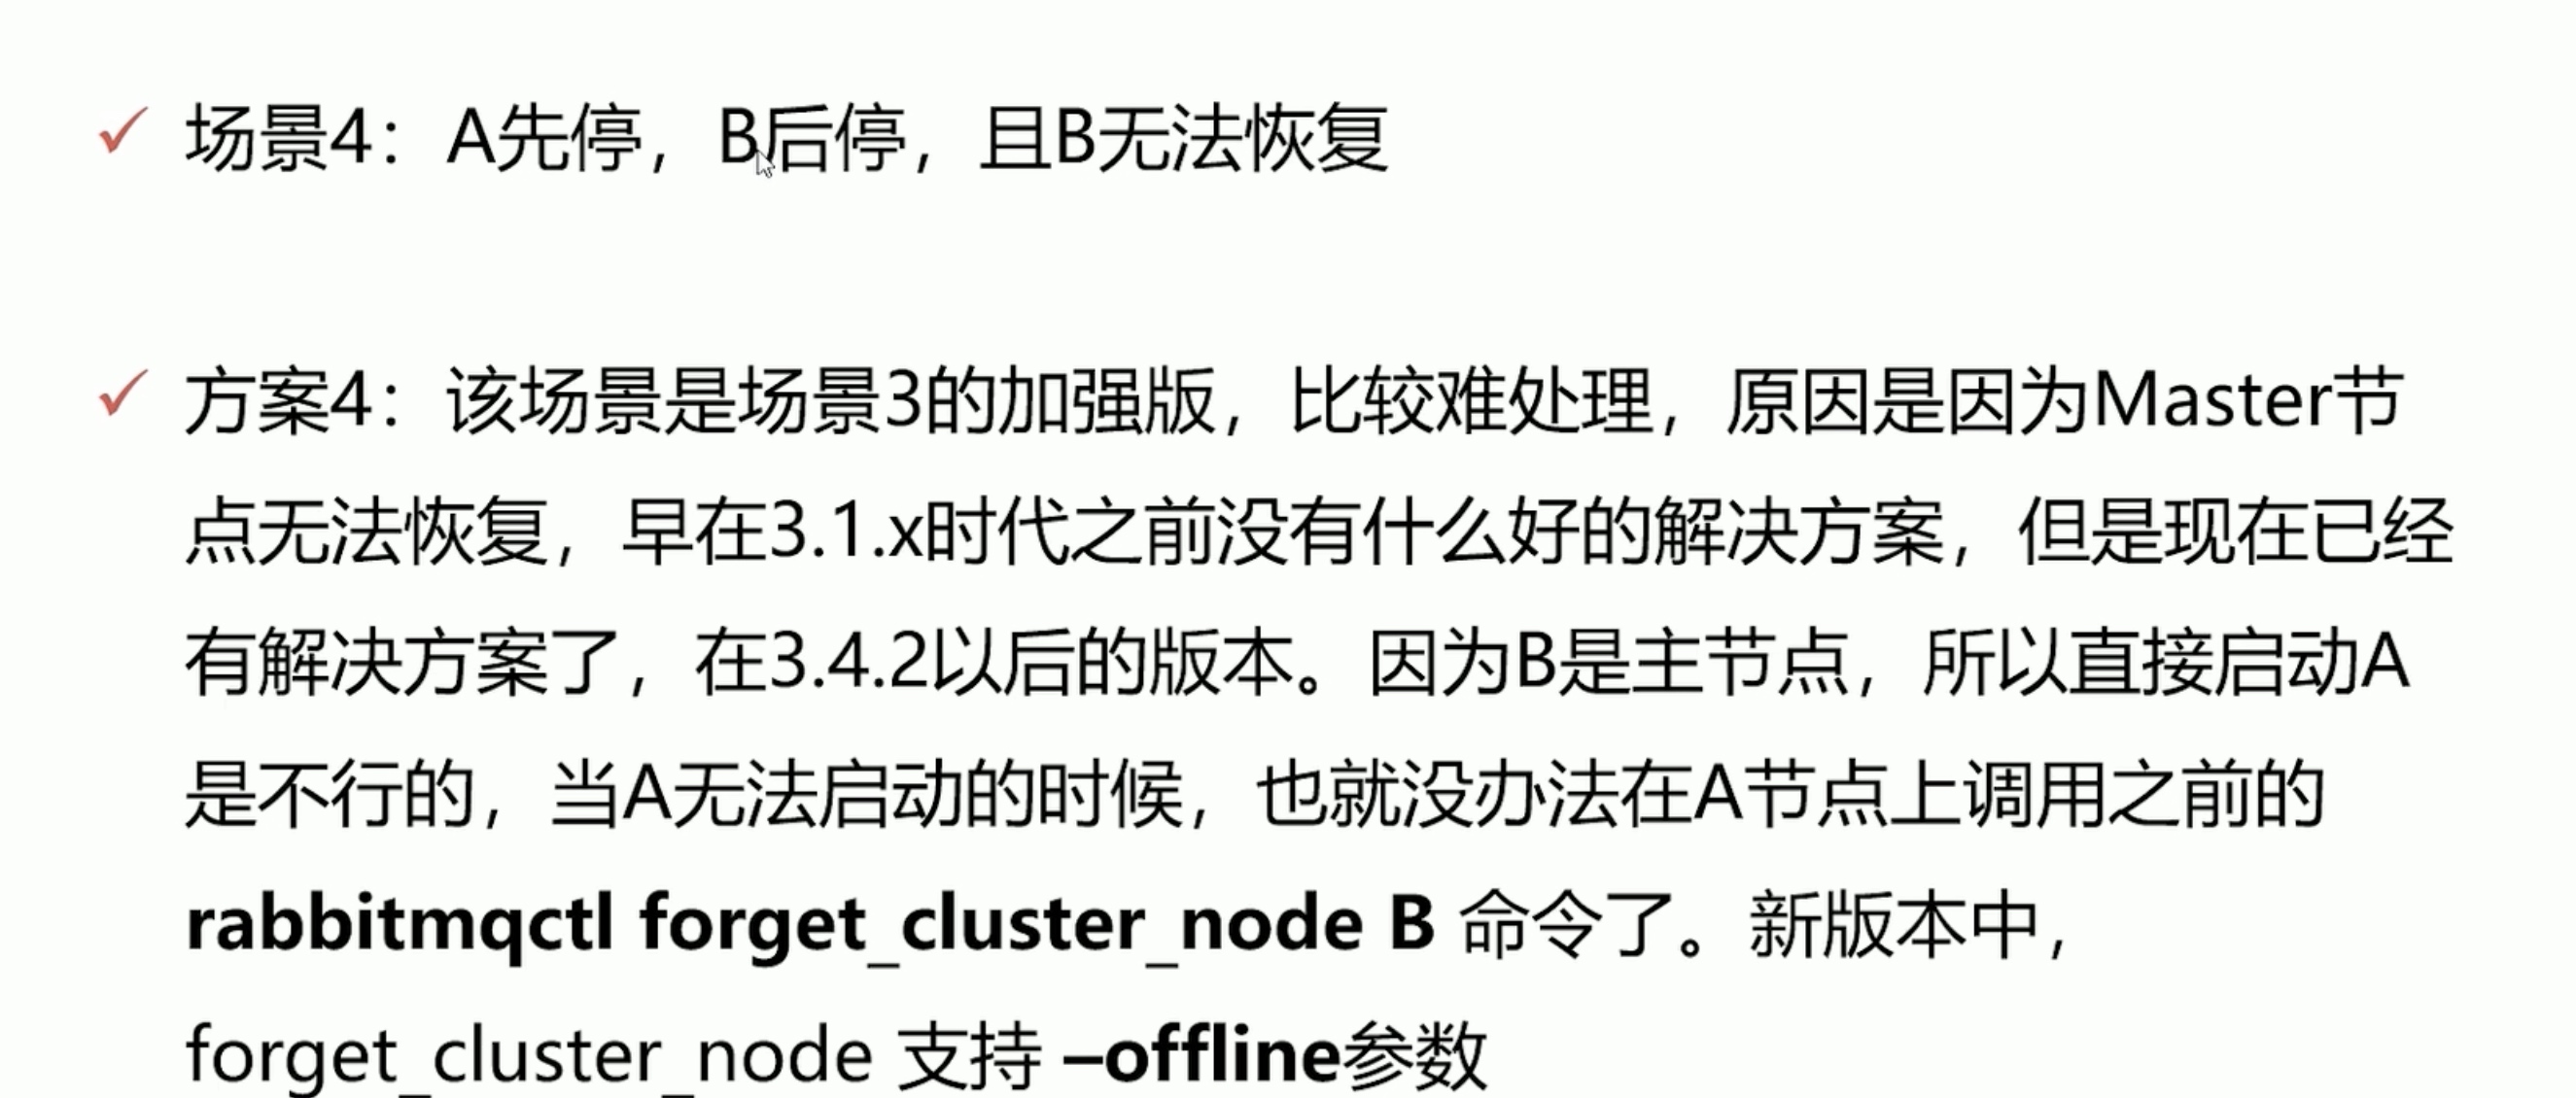 场景4：A先停，B后停，且B无法恢复
方案4：该场景是场景3的加强版，比较难处理，原因是因为Master节
点无法恢复，早在3.1.x时代之前没有什么好的解决方案，但是现在已经
有解决方案了，在3.4.2以后的版本。因为B是主节点，所以直接启动A
是不行的，当A无法启动的时候，也就没办法在A节点上调用之前的
rabbitmqctl forget_cluster_node B 命令了。新版本中，
forget_cluster_node 支持 –offline参数